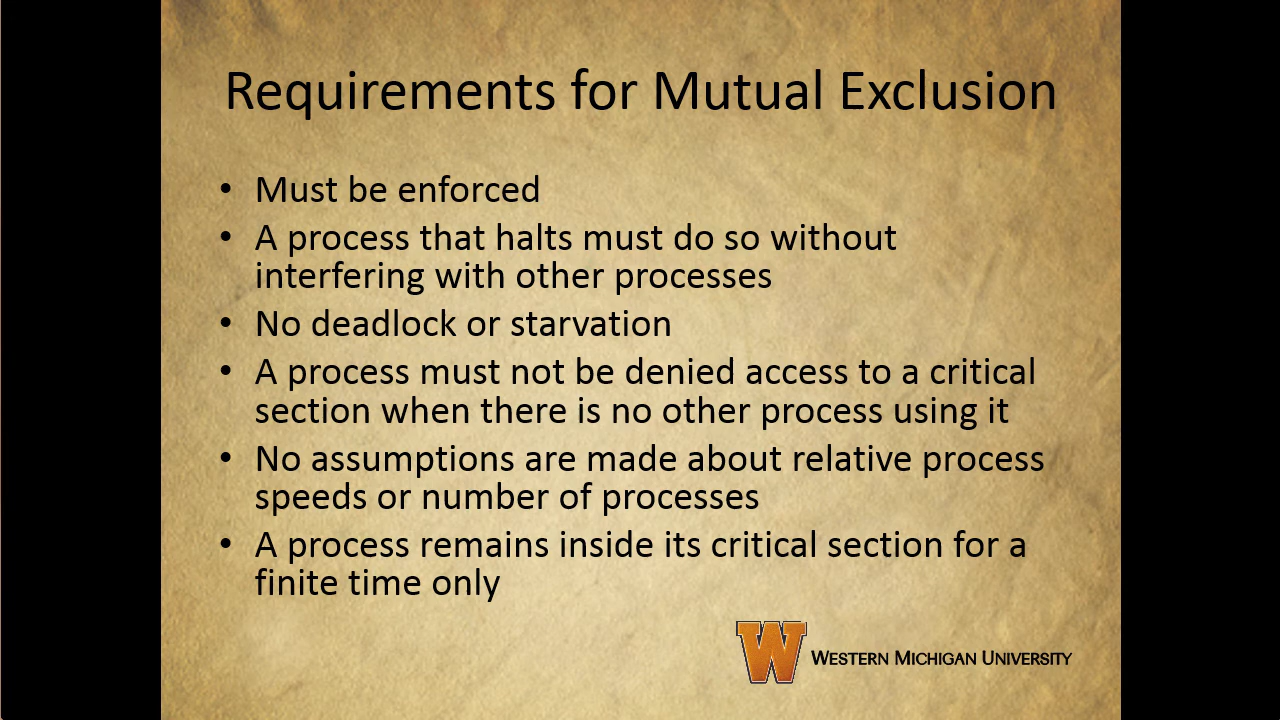 Requirements for Mutual Exclusion
• Must be enforced
• A process that halts must do so without
interfering with other processes
• No deadlock or starvation
• A process must not be denied access to a critical
section when there is no other process using it
• No assumptions are made about relative process
speeds or number of processes
• A process remains inside its critical section for a
finite time only
W WESTERN MICHIGAN UNIVERSITY